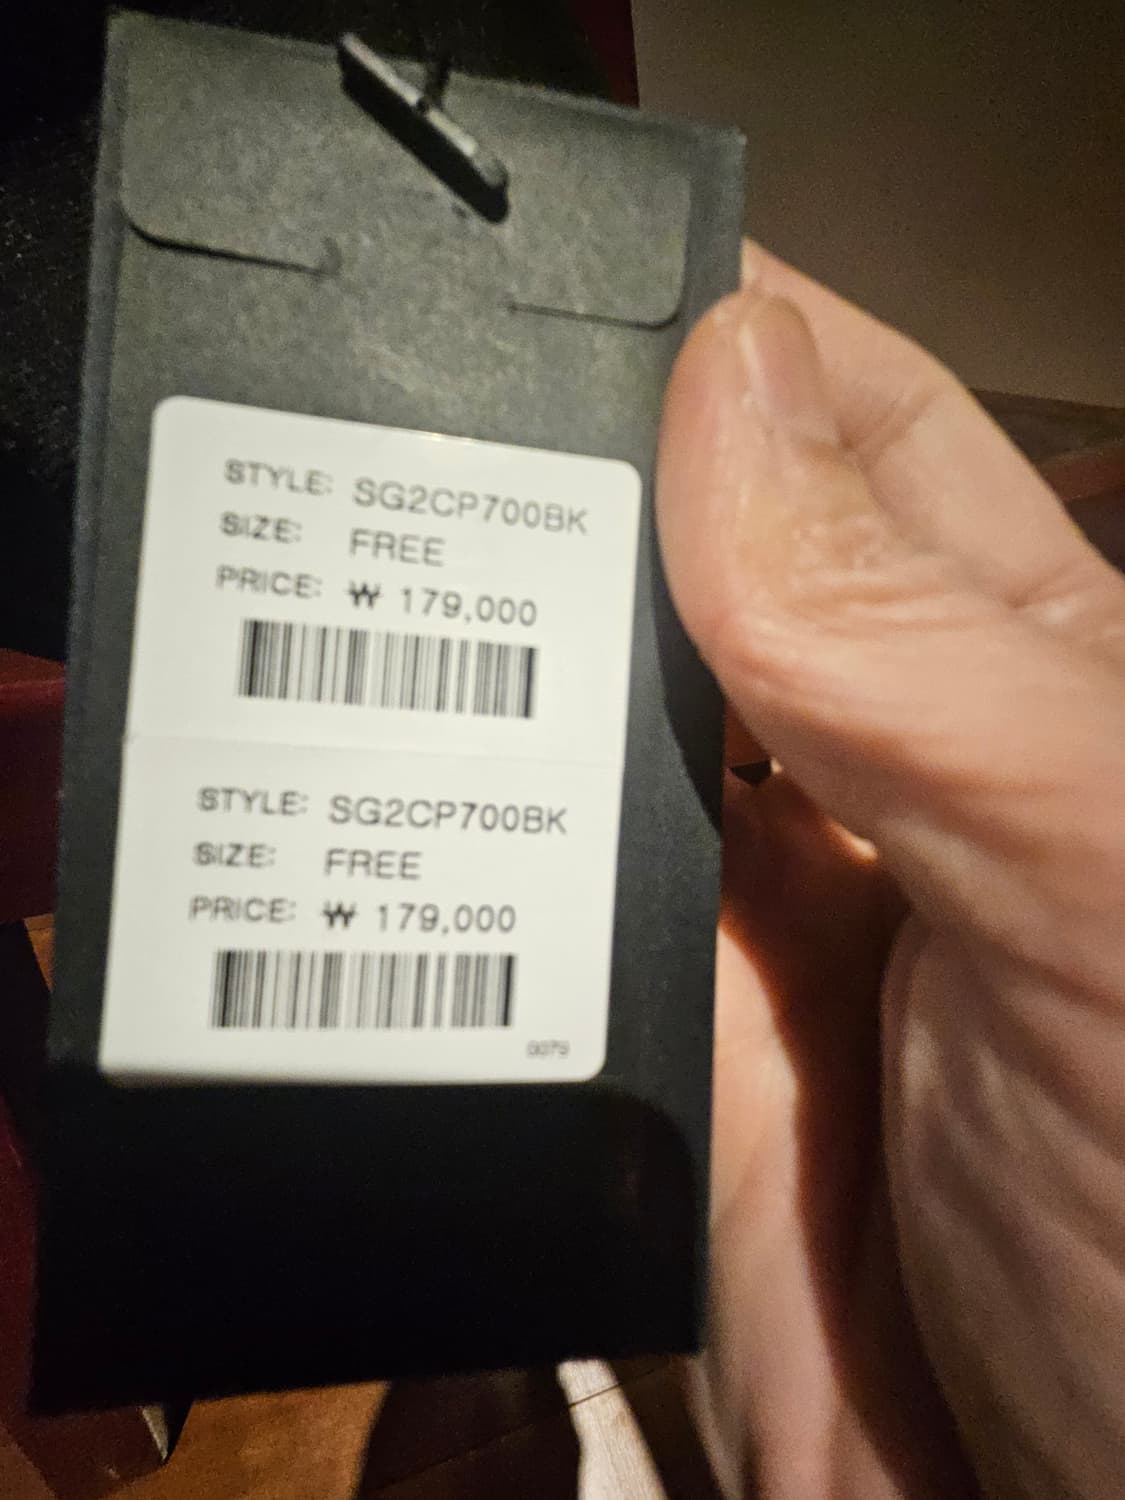 STYLE: SG2CP700BK
SIZE: FREE
PRICE: ₩ 179,000
STYLE: SG2CP700BK
SIZE: FREE
PRICE: ₩ 179,000